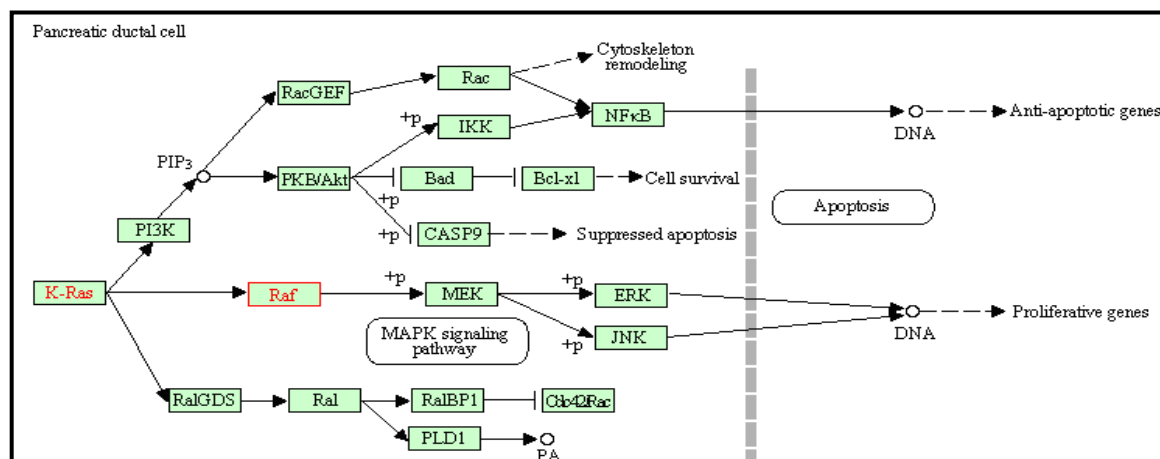 Pancreatic ductal cell
Cytoskeleton
remodeling
Rac
RacGEF
NFκB
DNA
Anti-apoptotic genes
+p
IKK
PIP3
PKB/Akt
Bad
Bcl-xl
Cell survival
+p
Apoptosis
PI3K
+p
CASP9
Suppressed apoptosis
K-Ras
Raf
+p
MEK
+p
ERK
MAPK signaling
pathway
+p
JNK
DNA
Proliferative genes
RalGDS
Ral
RalBP1
Cdc42/Rac
PLD1
PA